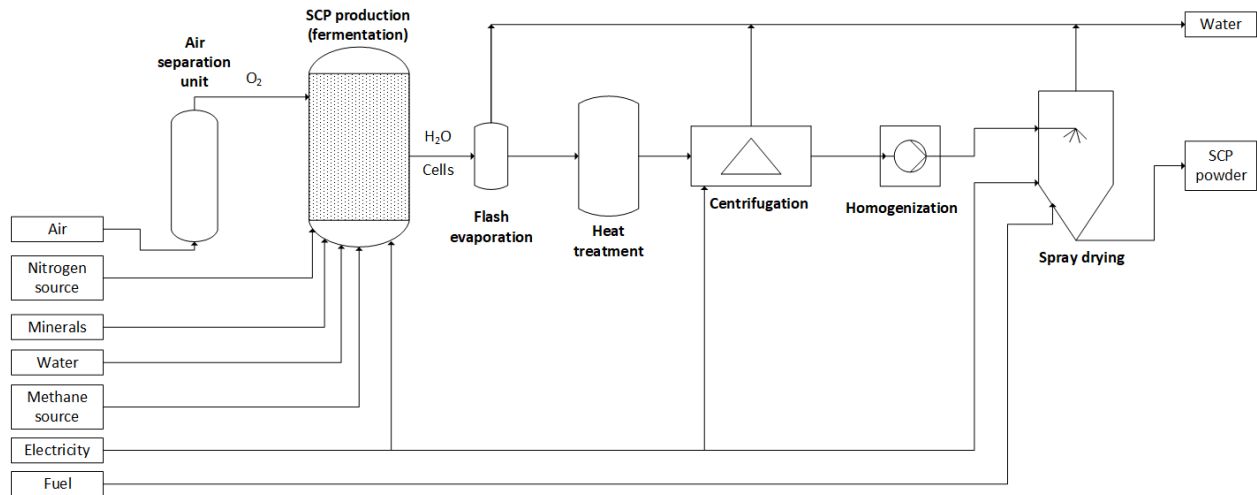 SCP production
(fermentation)
Water
Air
separation
unit
O₂
H₂O
Cells
SCP
powder
Centrifugation
Homogenization
Flash
evaporation
Heat
treatment
Spray drying
Air
Nitrogen
source
Minerals
Water
Methane
source
Electricity
Fuel